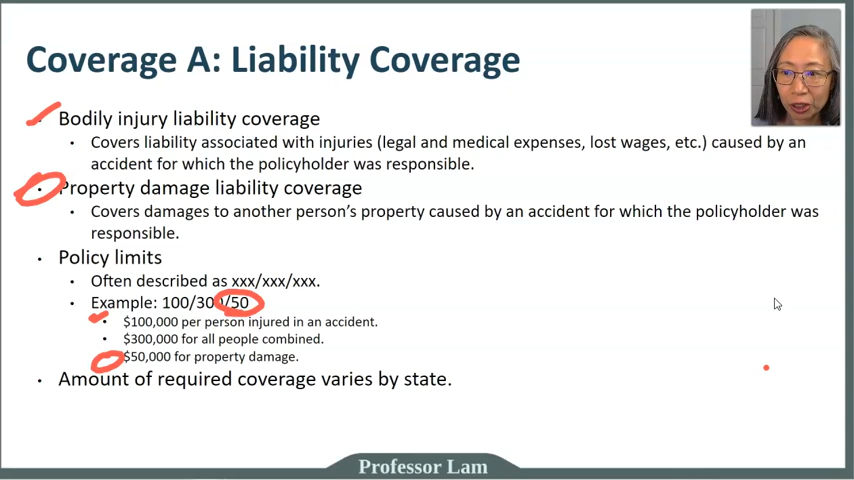 Coverage A: Liability Coverage
• Bodily injury liability coverage
• Covers liability associated with injuries (legal and medical expenses, lost wages, etc.) caused by an
accident for which the policyholder was responsible.
• Property damage liability coverage
• Covers damages to another person's property caused by an accident for which the policyholder was
responsible.
• Policy limits
• Often described as xxx/xxx/xxx.
• Example: 100/300/50
• $100,000 per person injured in an accident.
• $300,000 for all people combined.
• $50,000 for property damage.
• Amount of required coverage varies by state.
Professor Lam